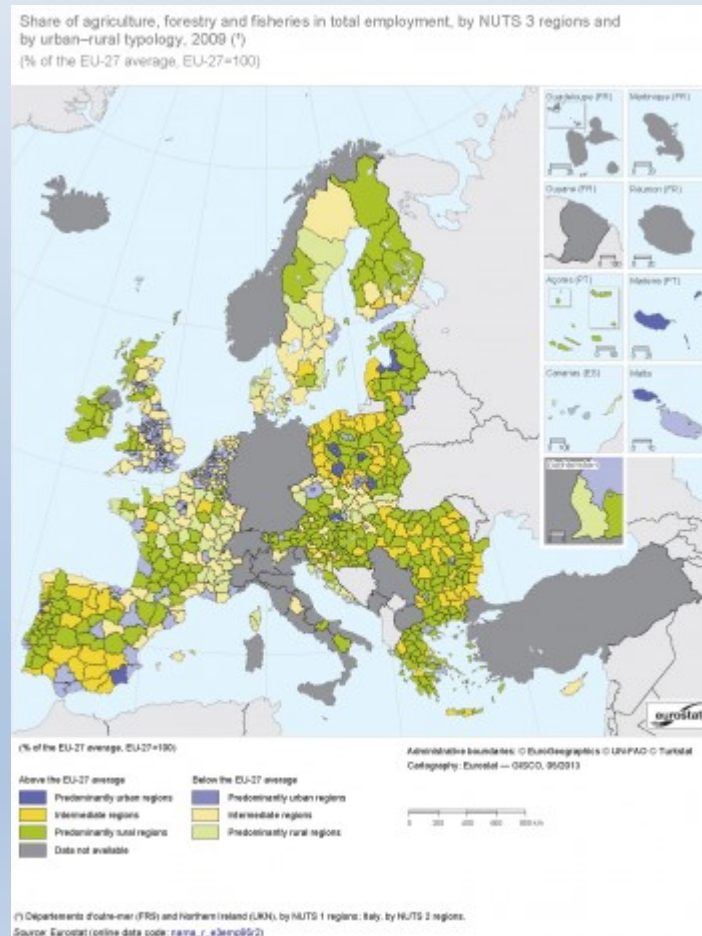 Share of agriculture, forestry and fisheries in total employment, by NUTS 3 regions and
by urban–rural typology, 2009 (¹)
(% of the EU-27 average, EU-27=100)
Guadeloupe (FR)
Martinique (FR)
Guyane (FR)
Réunion (FR)
Açores (PT)
Madeira (PT)
Canarias (ES)
Malta
Liechtenstein
eurostat
(% of the EU-27 average, EU-27=100)
Administrative boundaries: © EuroGeographics © UN-FAO © Turkstat
Cartography: Eurostat — GISCO, 05/2013
Above the EU-27 average
Below the EU-27 average
Predominantly urban regions
Predominantly urban regions
Intermediate regions
Intermediate regions
Predominantly rural regions
Predominantly rural regions
Data not available
0 200 400 600 800 km
(¹) Départements d'outre-mer (FR9) and Northern Ireland (UKN), by NUTS 1 regions; Italy, by NUTS 2 regions.
Source: Eurostat (online data code: nama_r_e3empl95r2)